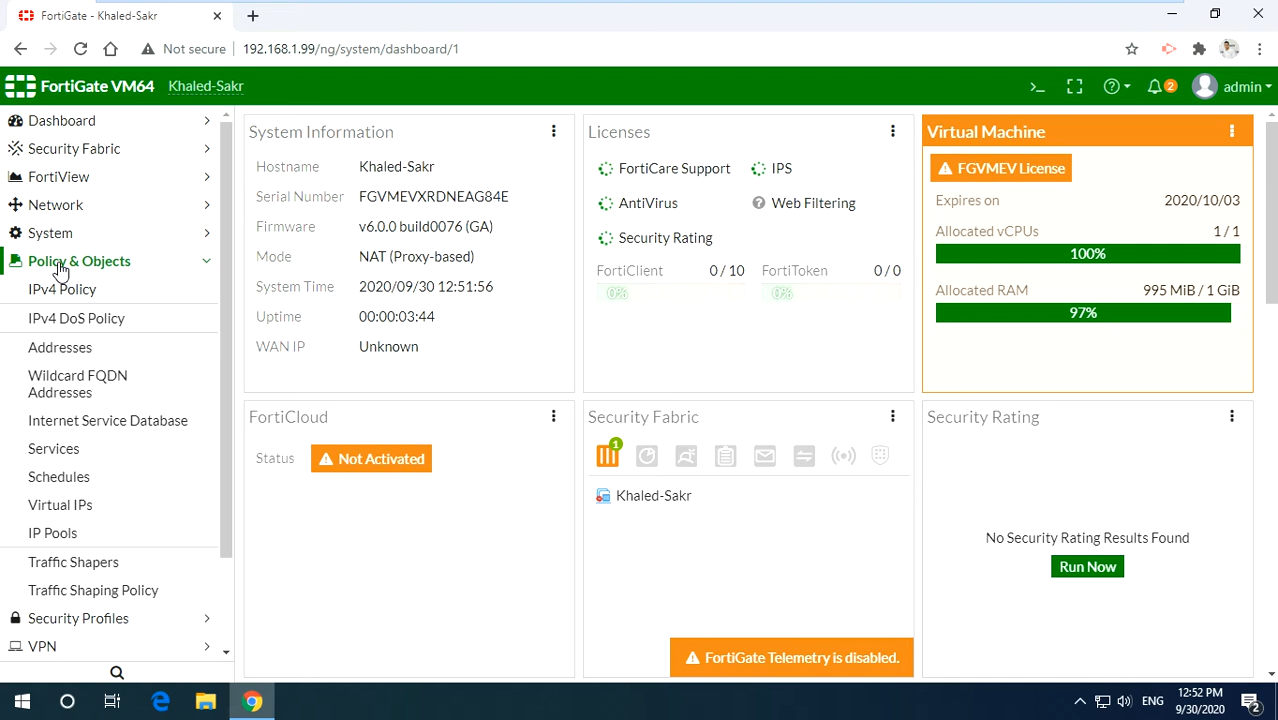 FortiGate - Khaled-Sakr
Not secure
192.168.1.99/ng/system/dashboard/1
FortiGate VM64
Khaled-Sakr
2
admin
Dashboard
Security Fabric
FortiView
Network
System
Policy & Objects
IPv4 Policy
IPv4 DoS Policy
Addresses
Wildcard FQDN
Addresses
Internet Service Database
Services
Schedules
Virtual IPs
IP Pools
Traffic Shapers
Traffic Shaping Policy
Security Profiles
VPN
System Information
Hostname Khaled-Sakr
Serial Number FGVMEVXRDNEAG84E
Firmware v6.0.0 build0076 (GA)
Mode NAT (Proxy-based)
System Time 2020/09/30 12:51:56
Uptime 00:00:03:44
WAN IP Unknown
Licenses
FortiCare Support IPS
AntiVirus Web Filtering
Security Rating
FortiClient 0 / 10 FortiToken 0 / 0
0% 0%
Virtual Machine
FGVMEV License
Expires on 2020/10/03
Allocated vCPUs 1 / 1
100%
Allocated RAM 995 MiB / 1 GiB
97%
FortiCloud
Status Not Activated
Security Fabric
1
Khaled-Sakr
FortiGate Telemetry is disabled.
Security Rating
No Security Rating Results Found
Run Now
ENG
12:52 PM
9/30/2020
2